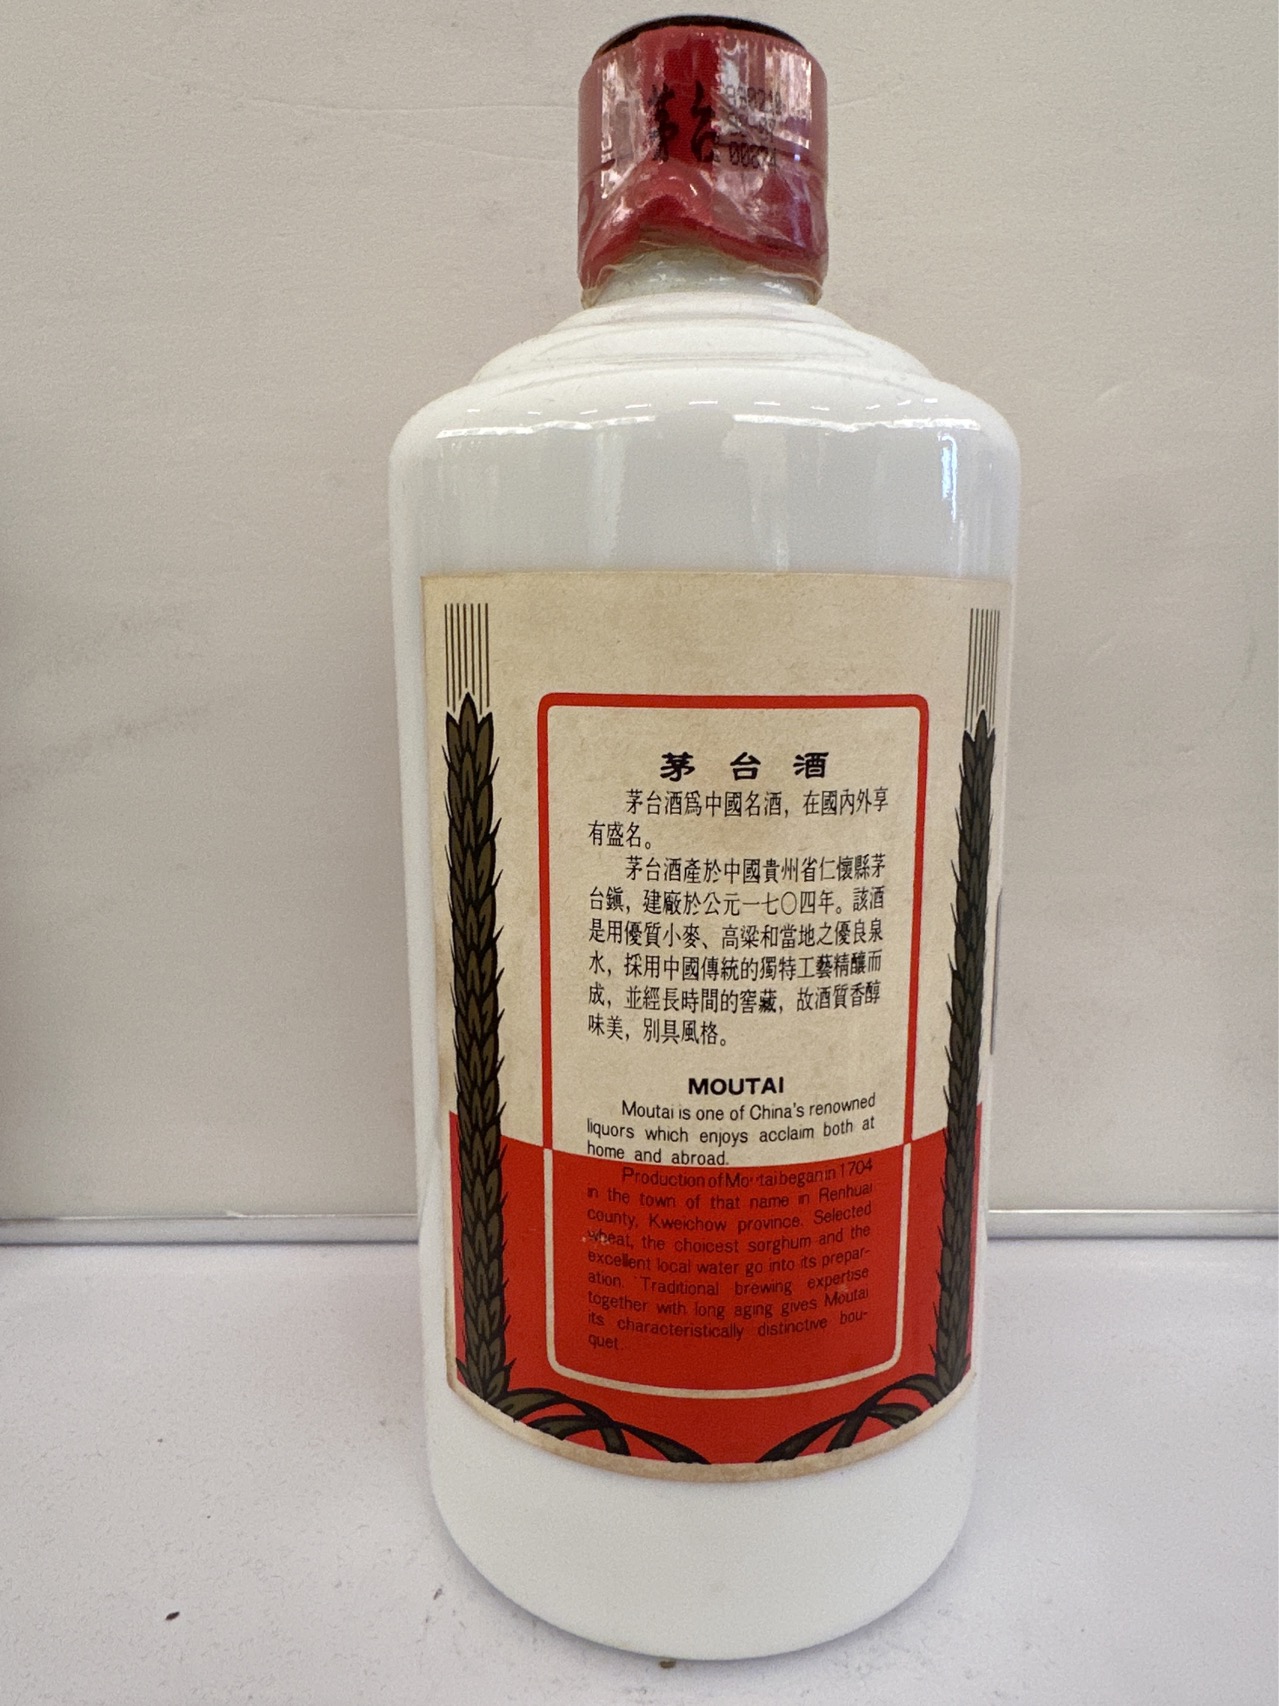 茅台
茅台酒
茅台酒爲中國名酒，在國內外享
有盛名。
茅台酒產於中國貴州省仁懷縣茅
台鎮，建廠於公元一七〇四年。該酒
是用優質小麥、高粱和當地之優良泉
水，採用中國傳統的獨特工藝精釀而
成，並經長時間的窖藏，故酒質香醇
味美，別具風格。
MOUTAI
Moutai is one of China's renowned
liquors which enjoys acclaim both at
home and abroad.
Production of Moutai began in 1704
in the town of that name in Renhuai
county, Kweichow province. Selected
wheat, the choicest sorghum and the
excellent local water go into its prepar-
ation. Traditional brewing expertise
together with long aging gives Moutai
its characteristically distinctive bou-
quet.